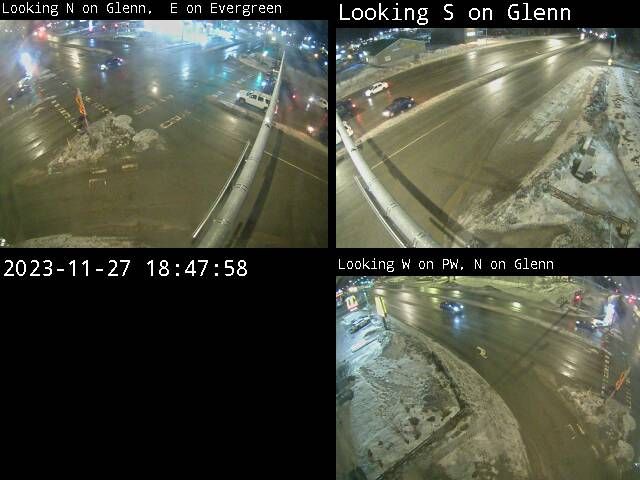 Looking N on Glenn,  E on Evergreen
Looking S on Glenn
2023-11-27 18:47:58
Looking W on PW, N on Glenn